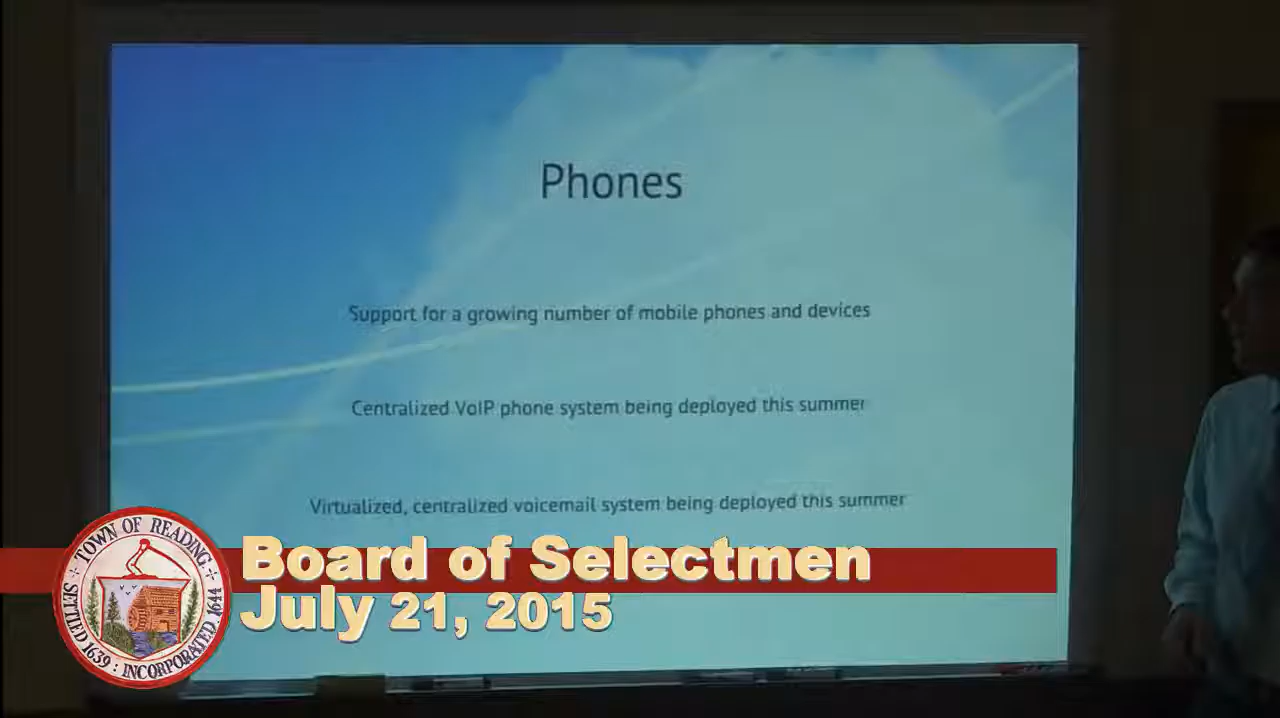 Phones
Support for a growing number of mobile phones and devices
Centralized VoIP phone system being deployed this summer
Virtualized, centralized voicemail system being deployed this summer
TOWN OF READING
SETTLED 1639 : INCORPORATED 1644
Board of Selectmen
July 21, 2015